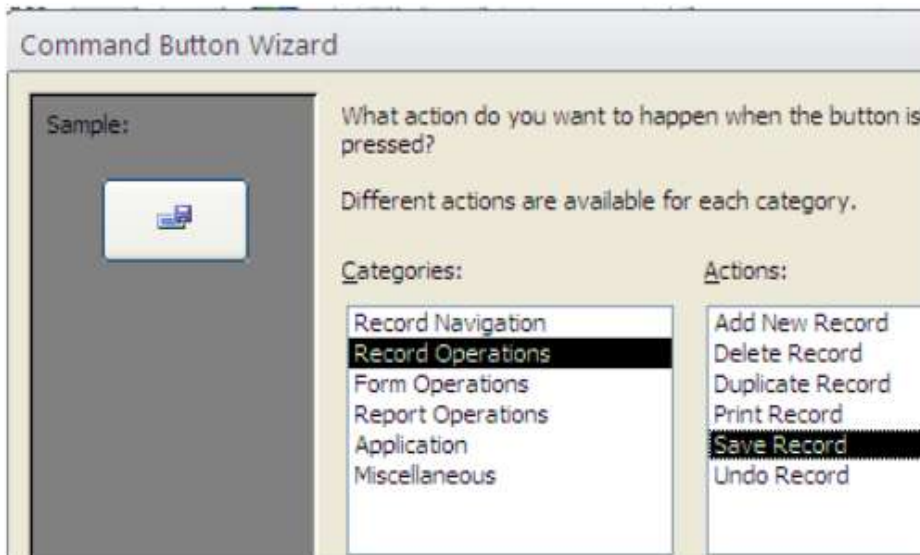 Command Button Wizard
Sample:
What action do you want to happen when the button is
pressed?
Different actions are available for each category.
Categories:
Record Navigation
Record Operations
Form Operations
Report Operations
Application
Miscellaneous
Actions:
Add New Record
Delete Record
Duplicate Record
Print Record
Save Record
Undo Record